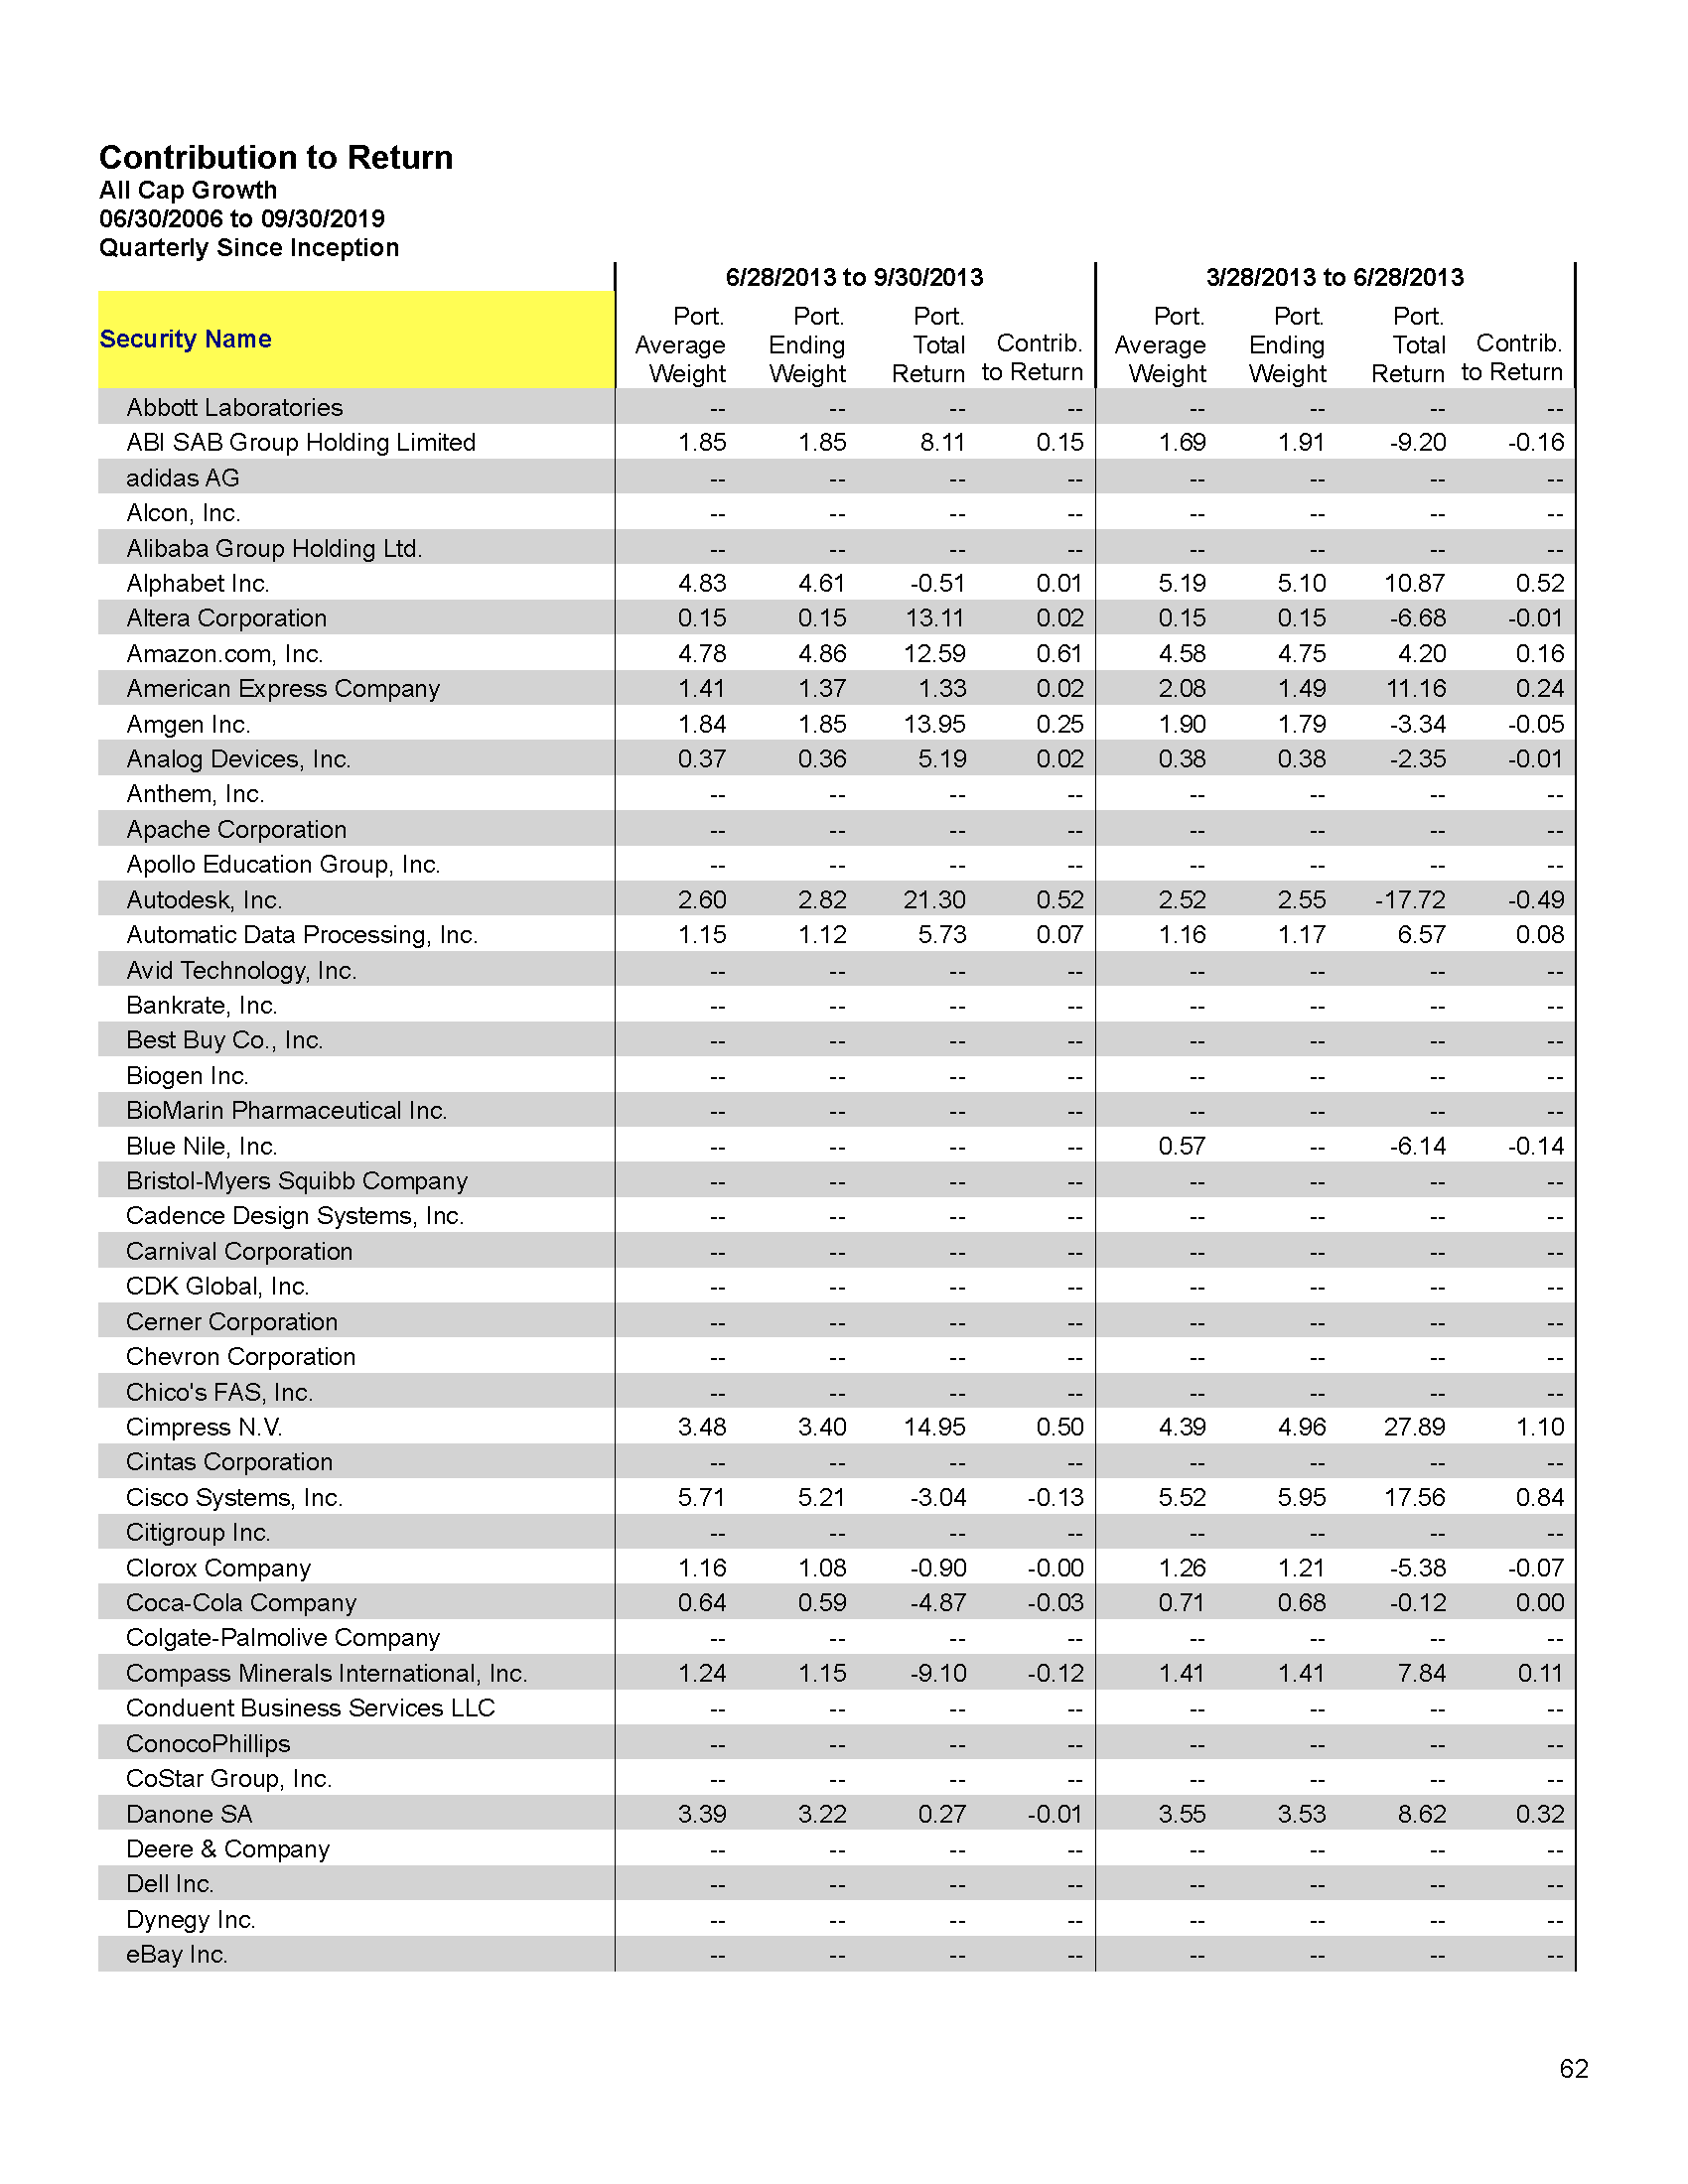 Contribution to Return
All Cap Growth
06/30/2006 to 09/30/2019
Quarterly Since Inception
6/28/2013 to 9/30/2013 3/28/2013 to 6/28/2013
Security Name Port. Average Weight Port. Ending Weight Port. Total Return Contrib. to Return Port. Average Weight Port. Ending Weight Port. Total Return Contrib. to Return
Abbott Laboratories -- -- -- -- -- -- -- --
ABI SAB Group Holding Limited 1.85 1.85 8.11 0.15 1.69 1.91 -9.20 -0.16
adidas AG -- -- -- -- -- -- -- --
Alcon, Inc. -- -- -- -- -- -- -- --
Alibaba Group Holding Ltd. -- -- -- -- -- -- -- --
Alphabet Inc. 4.83 4.61 -0.51 0.01 5.19 5.10 10.87 0.52
Altera Corporation 0.15 0.15 13.11 0.02 0.15 0.15 -6.68 -0.01
Amazon.com, Inc. 4.78 4.86 12.59 0.61 4.58 4.75 4.20 0.16
American Express Company 1.41 1.37 1.33 0.02 2.08 1.49 11.16 0.24
Amgen Inc. 1.84 1.85 13.95 0.25 1.90 1.79 -3.34 -0.05
Analog Devices, Inc. 0.37 0.36 5.19 0.02 0.38 0.38 -2.35 -0.01
Anthem, Inc. -- -- -- -- -- -- -- --
Apache Corporation -- -- -- -- -- -- -- --
Apollo Education Group, Inc. -- -- -- -- -- -- -- --
Autodesk, Inc. 2.60 2.82 21.30 0.52 2.52 2.55 -17.72 -0.49
Automatic Data Processing, Inc. 1.15 1.12 5.73 0.07 1.16 1.17 6.57 0.08
Avid Technology, Inc. -- -- -- -- -- -- -- --
Bankrate, Inc. -- -- -- -- -- -- -- --
Best Buy Co., Inc. -- -- -- -- -- -- -- --
Biogen Inc. -- -- -- -- -- -- -- --
BioMarin Pharmaceutical Inc. -- -- -- -- -- -- -- --
Blue Nile, Inc. -- -- -- -- 0.57 -- -6.14 -0.14
Bristol-Myers Squibb Company -- -- -- -- -- -- -- --
Cadence Design Systems, Inc. -- -- -- -- -- -- -- --
Carnival Corporation -- -- -- -- -- -- -- --
CDK Global, Inc. -- -- -- -- -- -- -- --
Cerner Corporation -- -- -- -- -- -- -- --
Chevron Corporation -- -- -- -- -- -- -- --
Chico's FAS, Inc. -- -- -- -- -- -- -- --
Cimpress N.V. 3.48 3.40 14.95 0.50 4.39 4.96 27.89 1.10
Cintas Corporation -- -- -- -- -- -- -- --
Cisco Systems, Inc. 5.71 5.21 -3.04 -0.13 5.52 5.95 17.56 0.84
Citigroup Inc. -- -- -- -- -- -- -- --
Clorox Company 1.16 1.08 -0.90 -0.00 1.26 1.21 -5.38 -0.07
Coca-Cola Company 0.64 0.59 -4.87 -0.03 0.71 0.68 -0.12 0.00
Colgate-Palmolive Company -- -- -- -- -- -- -- --
Compass Minerals International, Inc. 1.24 1.15 -9.10 -0.12 1.41 1.41 7.84 0.11
Conduent Business Services LLC -- -- -- -- -- -- -- --
ConocoPhillips -- -- -- -- -- -- -- --
CoStar Group, Inc. -- -- -- -- -- -- -- --
Danone SA 3.39 3.22 0.27 -0.01 3.55 3.53 8.62 0.32
Deere & Company -- -- -- -- -- -- -- --
Dell Inc. -- -- -- -- -- -- -- --
Dynegy Inc. -- -- -- -- -- -- -- --
eBay Inc. -- -- -- -- -- -- -- --
62